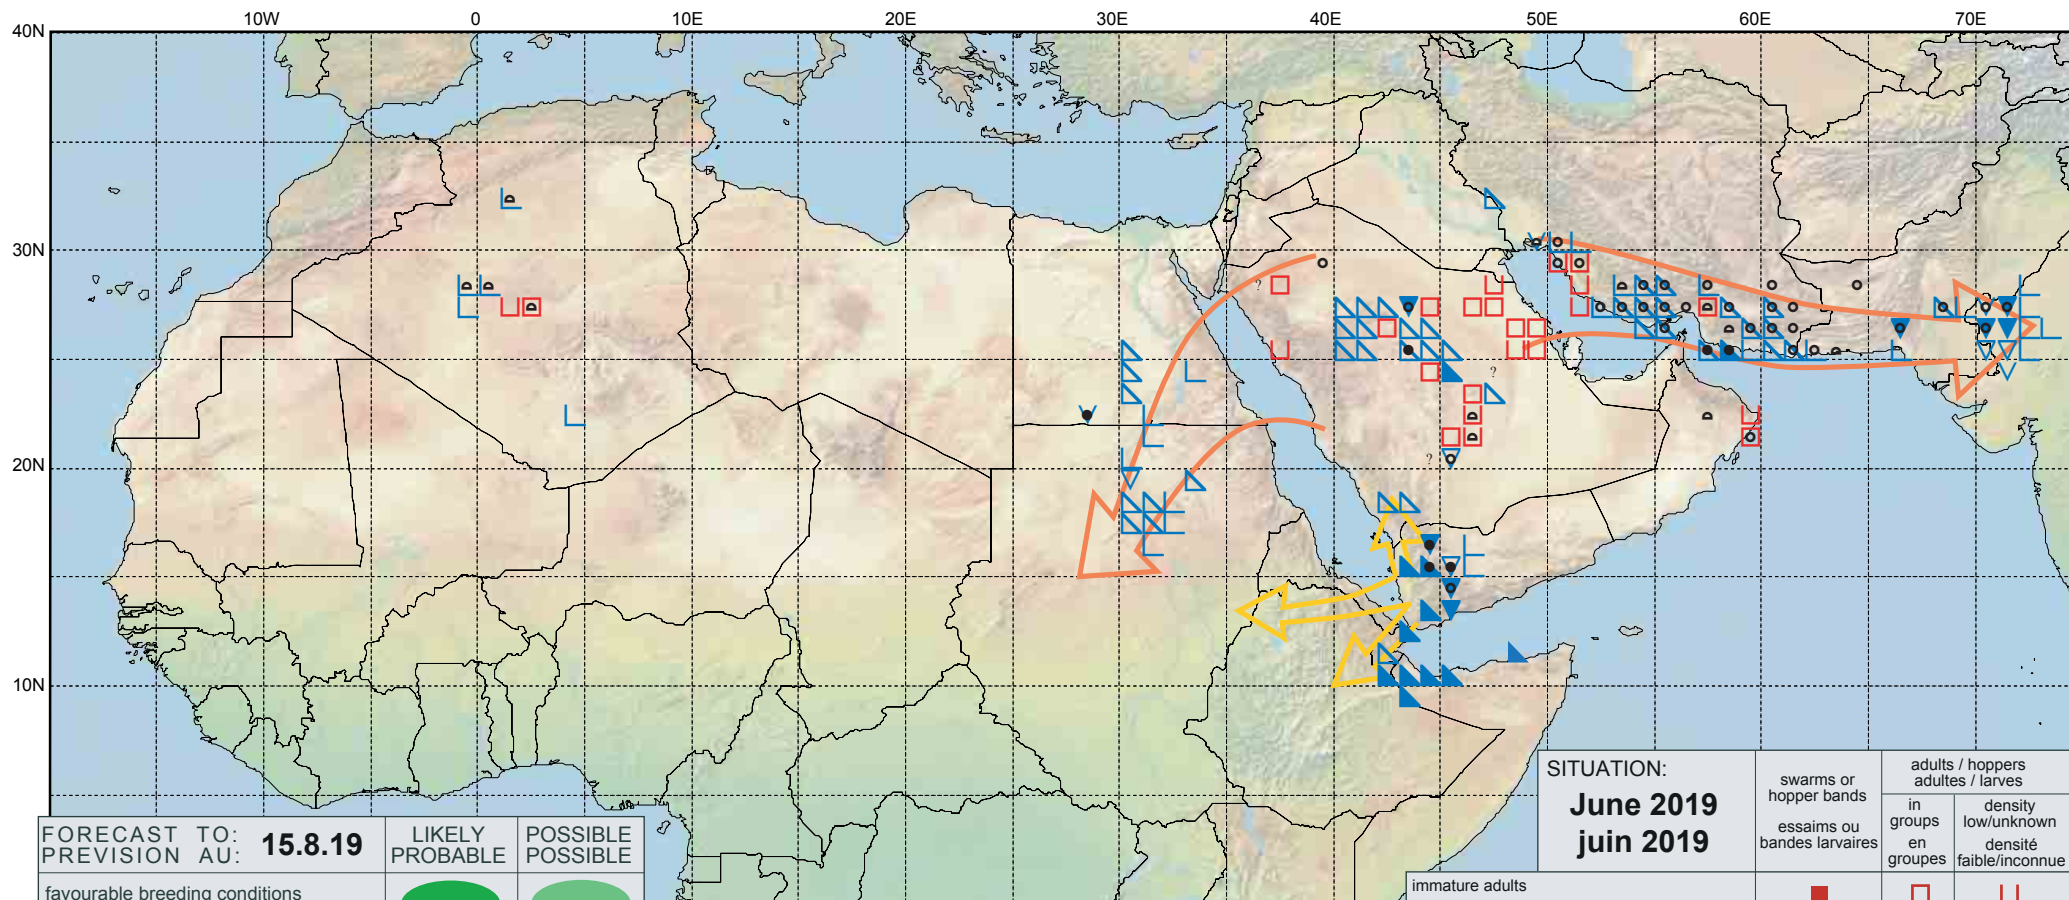 10W 0 10E 20E 30E 40E 50E 60E 70E
40N
30N
20N
10N
?
?
?
FORECAST TO:
PREVISION AU:
15.8.19
LIKELY
PROBABLE
POSSIBLE
POSSIBLE
favourable breeding conditions
SITUATION:
June 2019
juin 2019
swarms or
hopper bands
essaims ou
bandes larvaires
adults / hoppers
adultes / larves
in
groups
en
groupes
density
low/unknown
densité
faible/inconnue
immature adults